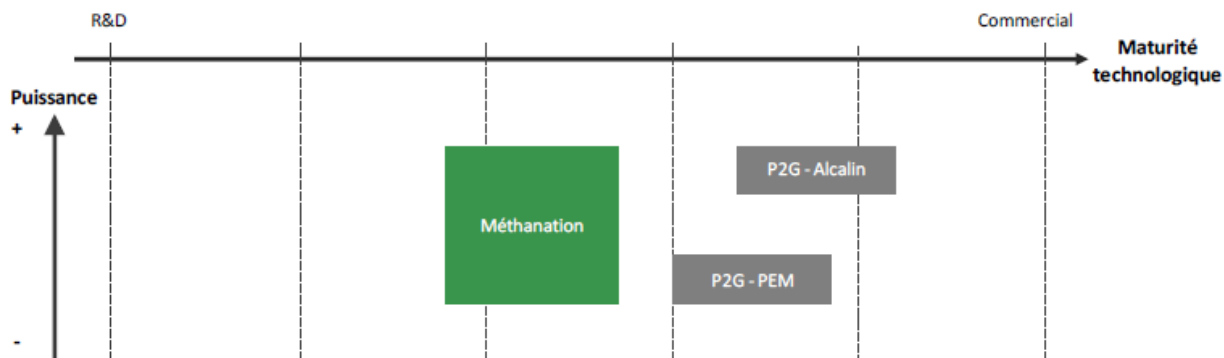 R&D
Commercial
Maturité
technologique
Puissance
+
P2G - Alcalin
Méthanation
P2G - PEM
-